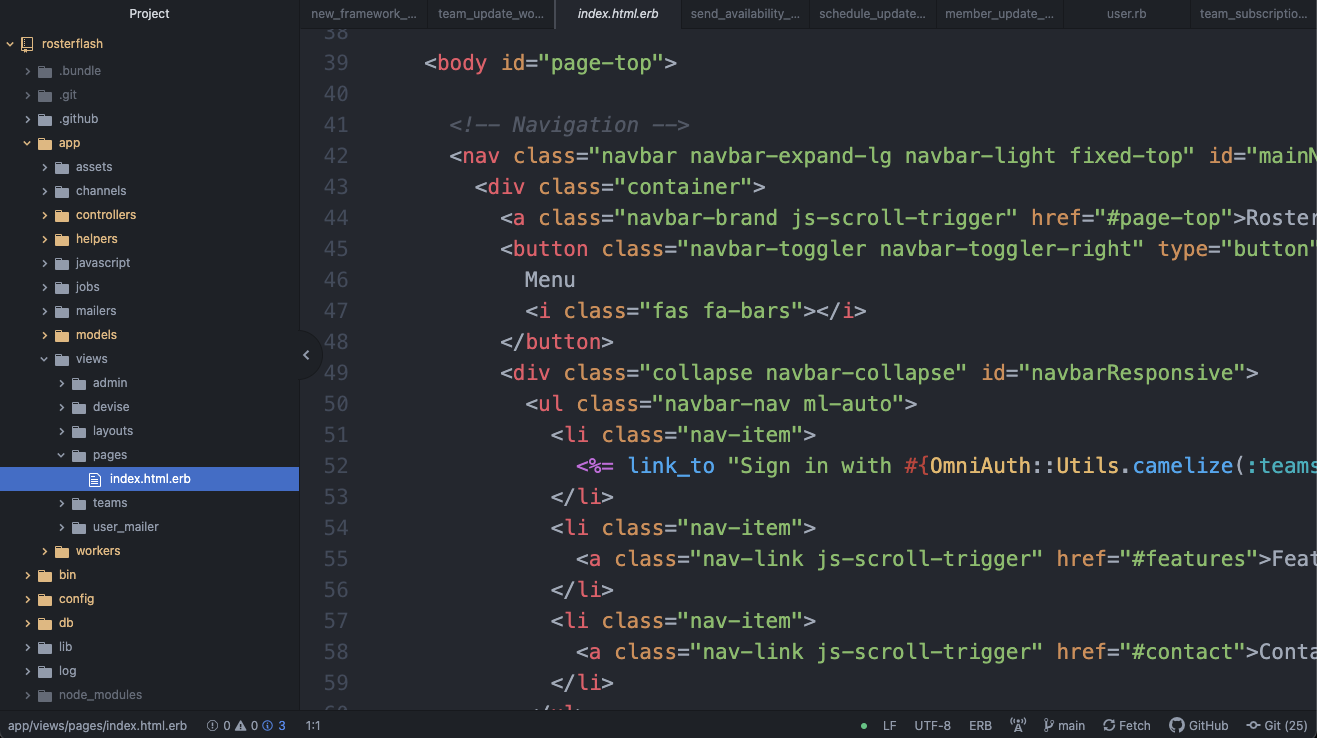 Project
new_framework_...
team_update_wo...
index.html.erb
send_availability_...
schedule_update...
member_update_...
user.rb
team_subscriptio...
rosterflash
.bundle
.git
.github
app
assets
channels
controllers
helpers
javascript
jobs
mailers
models
views
admin
devise
layouts
pages
index.html.erb
teams
user_mailer
workers
bin
config
db
lib
log
node_modules
38
39 <body id="page-top">
40
41 <!-- Navigation -->
42 <nav class="navbar navbar-expand-lg navbar-light fixed-top" id="mainN
43 <div class="container">
44 <a class="navbar-brand js-scroll-trigger" href="#page-top">Roster
45 <button class="navbar-toggler navbar-toggler-right" type="button"
46 Menu
47 <i class="fas fa-bars"></i>
48 </button>
49 <div class="collapse navbar-collapse" id="navbarResponsive">
50 <ul class="navbar-nav ml-auto">
51 <li class="nav-item">
52 <%= link_to "Sign in with #{OmniAuth::Utils.camelize(:teams
53 </li>
54 <li class="nav-item">
55 <a class="nav-link js-scroll-trigger" href="#features">Feat
56 </li>
57 <li class="nav-item">
58 <a class="nav-link js-scroll-trigger" href="#contact">Conta
59 </li>
60 </ul>
app/views/pages/index.html.erb 0 0 3 1:1 LF UTF-8 ERB main Fetch GitHub Git (25)